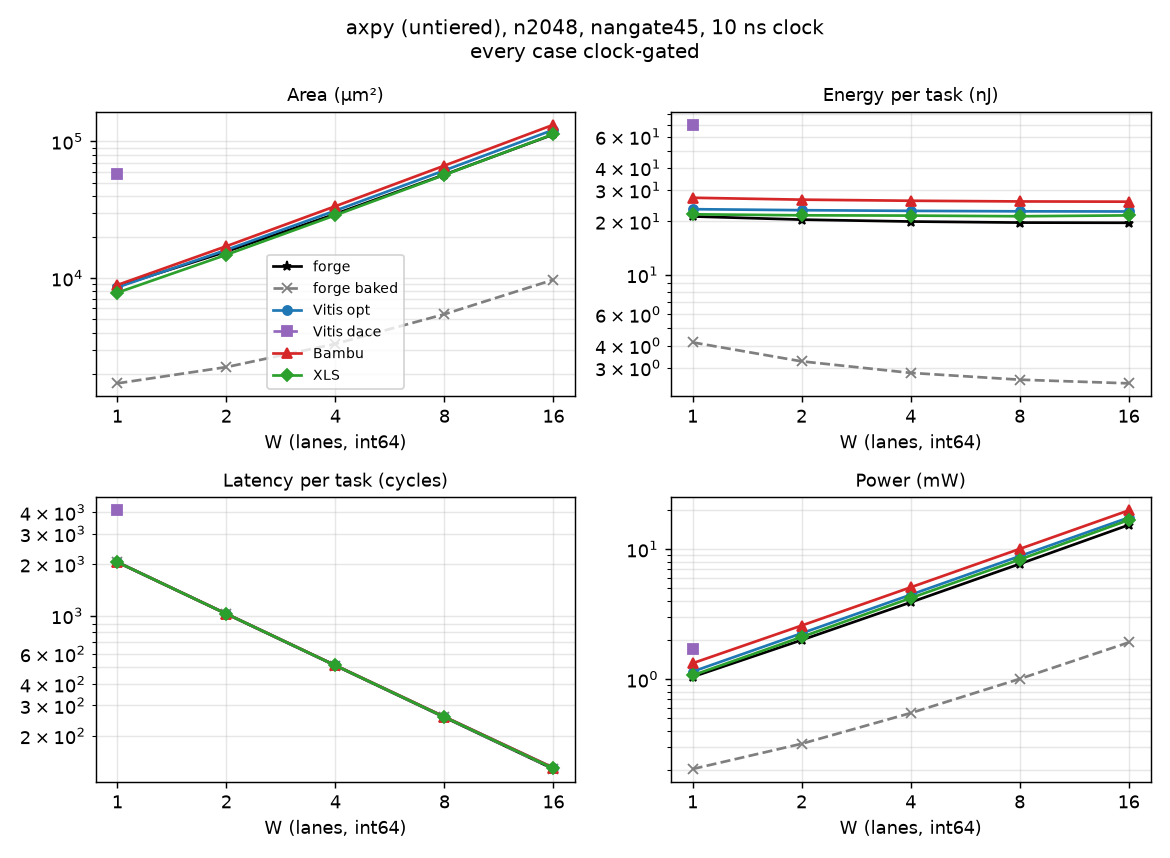 axpy (untiered), n2048, nangate45, 10 ns clock
every case clock-gated
Area (μm²)
10⁵
10⁴
forge
forge baked
Vitis opt
Vitis dace
Bambu
XLS
1 2 4 8 16
W (lanes, int64)
Energy per task (nJ)
6 × 10¹
4 × 10¹
3 × 10¹
2 × 10¹
10¹
6 × 10⁰
4 × 10⁰
3 × 10⁰
1 2 4 8 16
W (lanes, int64)
Latency per task (cycles)
4 × 10³
3 × 10³
2 × 10³
10³
6 × 10²
4 × 10²
3 × 10²
2 × 10²
1 2 4 8 16
W (lanes, int64)
Power (mW)
10¹
10⁰
1 2 4 8 16
W (lanes, int64)